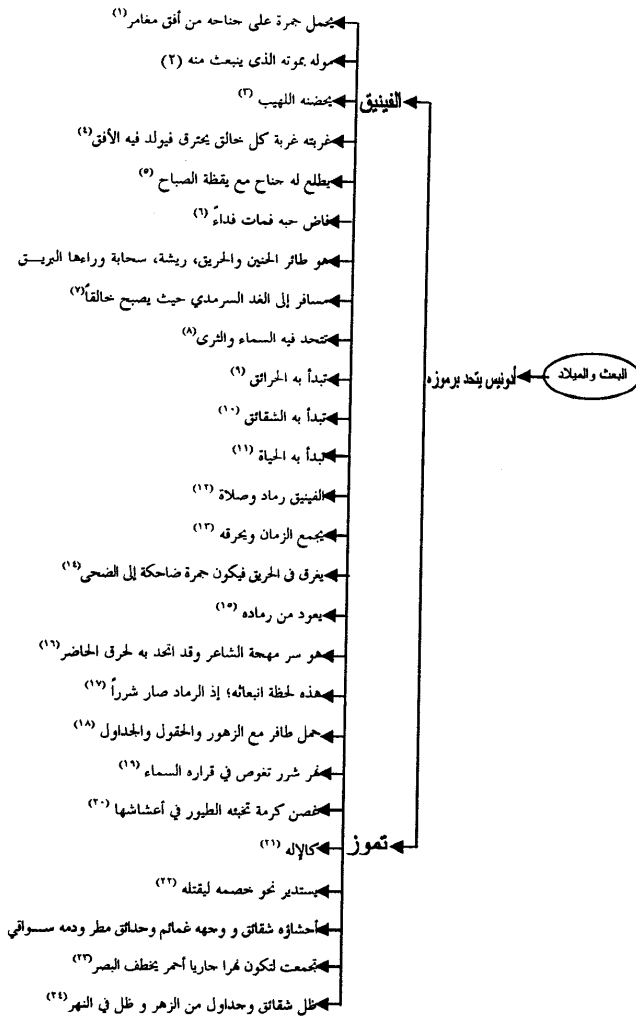 يحمل جمرة على جناحه من أفق مغامر (١)
موله بموته الذى ينبعث منه (٢)
الفينيق
يحضنه اللهيب (٣)
غربته غربة كل خالق يحترق فيولد فيه الأفق (٤)
يطلع له جناح مع يقظة الصباح (٥)
فاض حبه فمات فداءً (٦)
هو طائر الحنين والحريق، ريشة، سحابة وراءها البريــق
مسافر إلى الغد السرمدي حيث يصبح خالقاً (٧)
تتحد فيه السماء والثرى (٨)
البعث والميلاد
أدونيس يتحد برموزه
تبدأ به الحرائق (٩)
تبدأ به الشقائق (١٠)
تبدأ به الحياة (١١)
الفينيق رماد وصلاة (١٢)
يجمع الزمان ويحرقه (١٣)
يغرق فى الحريق فيكون جمرة ضاحكة إلى الضحى (١٤)
يعود من رماده (١٥)
هو سر مهجة الشاعر وقد اتحد به لحرق الحاضر (١٦)
هذه لحظة انبعاثه؛ إذ الرماد صار شرراً (١٧)
حمل طافر مع الزهور والحقول والجداول (١٨)
نهر شرر تغوص في قراره السماء (١٩)
غصن كرمة تخبئه الطيور في أعشاشها (٢٠)
تموز
كالإله (٢١)
يستدير نحو خصمه ليقتله (٢٢)
أحشاؤه شقائق و وجهه غمائم وحدائق مطر ودمه ســواقي
تجمعت لتكون نهرا جاريا أحمر يخطف البصر (٢٣)
ظل شقائق وجداول من الزهر و ظل في النهر (٢٤)